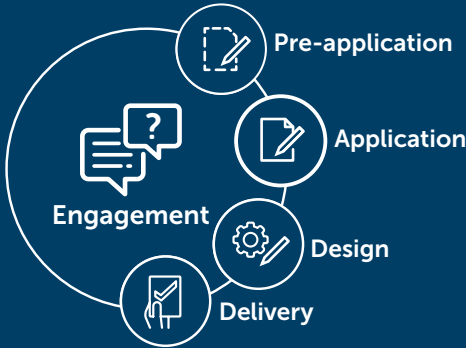 Pre-application
?
Application
Engagement
Design
Delivery